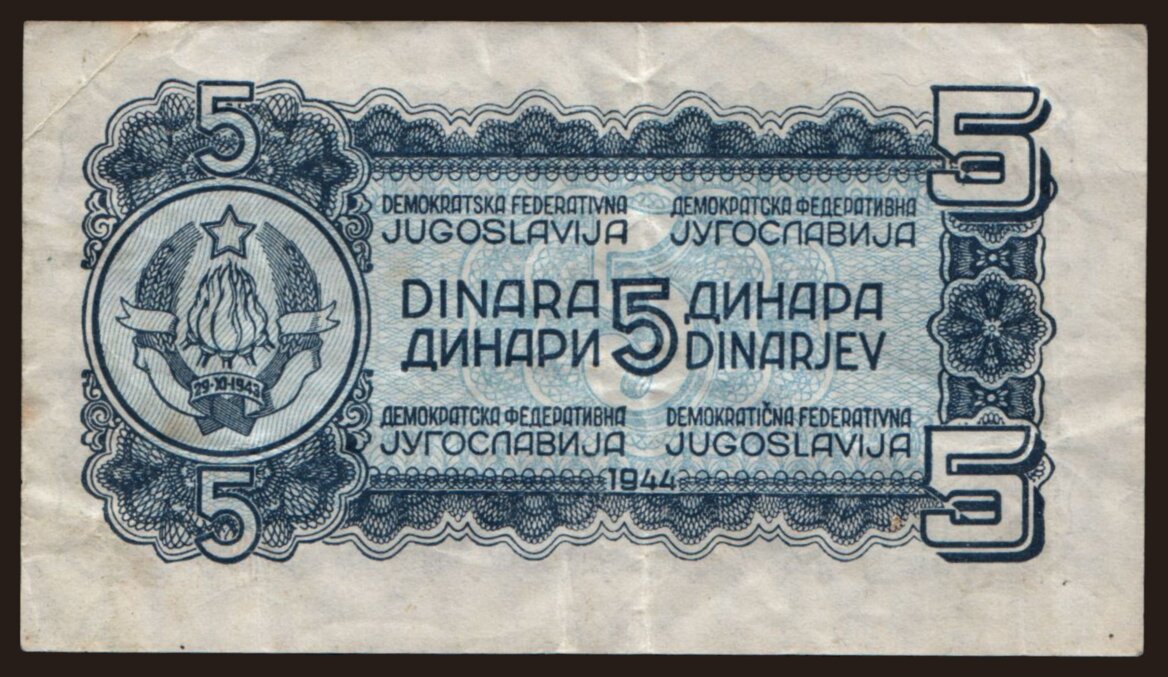 5
5
DEMOKRATSKA FEDERATIVNA
JUGOSLAVIJA
ДЕМОКРАТСКА ФЕДЕРАТИВНА
ЈУГОСЛАВИЈА
DINARA 5 ДИНАРА
ДИНАРИ DINARJEV
29·XI·1943
ДЕМОКРАТСКА ФЕДЕРАТИВНА
ЈУГОСЛАВИЈА
DEMOKRATIČNA FEDERATIVNA
JUGOSLAVIJA
1944
5
5